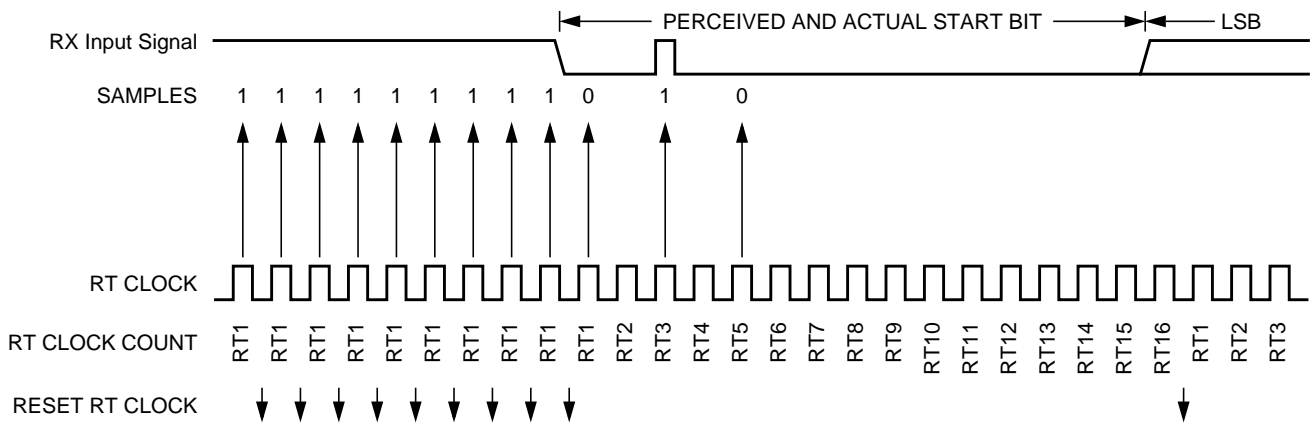 PERCEIVED AND ACTUAL START BIT LSB
RX Input Signal
SAMPLES 1 1 1 1 1 1 1 1 1 0 1 0
RT CLOCK
RT CLOCK COUNT RT1 RT1 RT1 RT1 RT1 RT1 RT1 RT1 RT1 RT1 RT2 RT3 RT4 RT5 RT6 RT7 RT8 RT9 RT10 RT11 RT12 RT13 RT14 RT15 RT16 RT1 RT2 RT3
RESET RT CLOCK